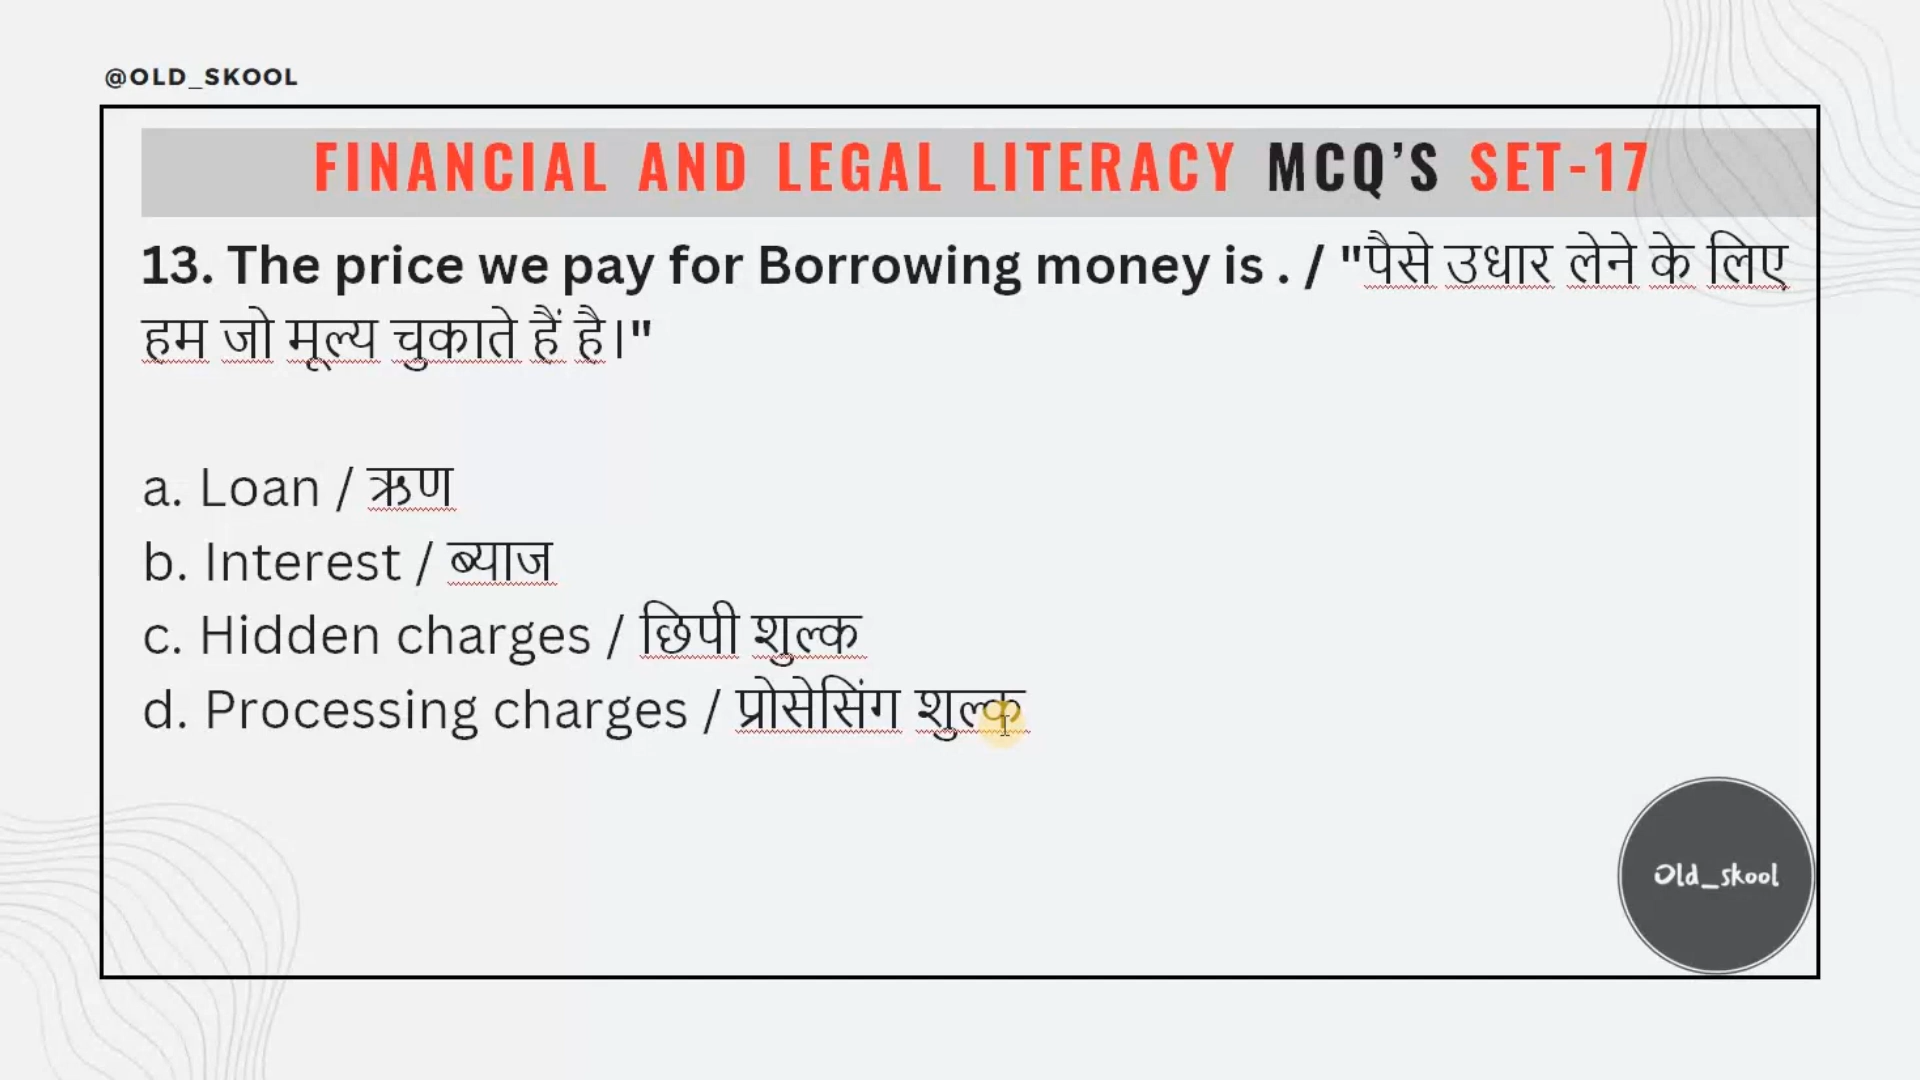 @OLD_SKOOL
FINANCIAL AND LEGAL LITERACY MCQ’S SET-17
13. The price we pay for Borrowing money is . / "पैसे उधार लेने के लिए
हम जो मूल्य चुकाते हैं है।"
a. Loan / ऋण
b. Interest / ब्याज
c. Hidden charges / छिपी शुल्क
d. Processing charges / प्रोसेसिंग शुल्क
Old_skool